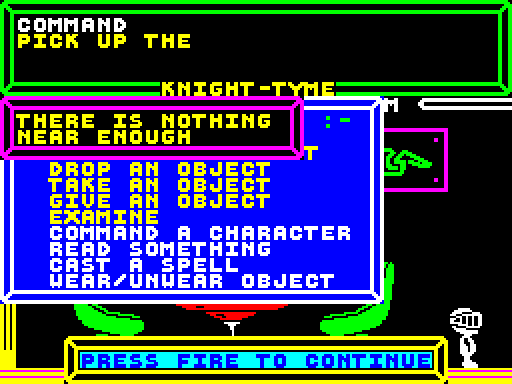 COMMAND
PICK UP THE
KNIGHT-TYME
M
THERE IS NOTHING
NEAR ENOUGH
:-
T
DROP AN OBJECT
TAKE AN OBJECT
GIVE AN OBJECT
EXAMINE
COMMAND A CHARACTER
READ SOMETHING
CAST A SPELL
WEAR/UNWEAR OBJECT
PRESS FIRE TO CONTINUE